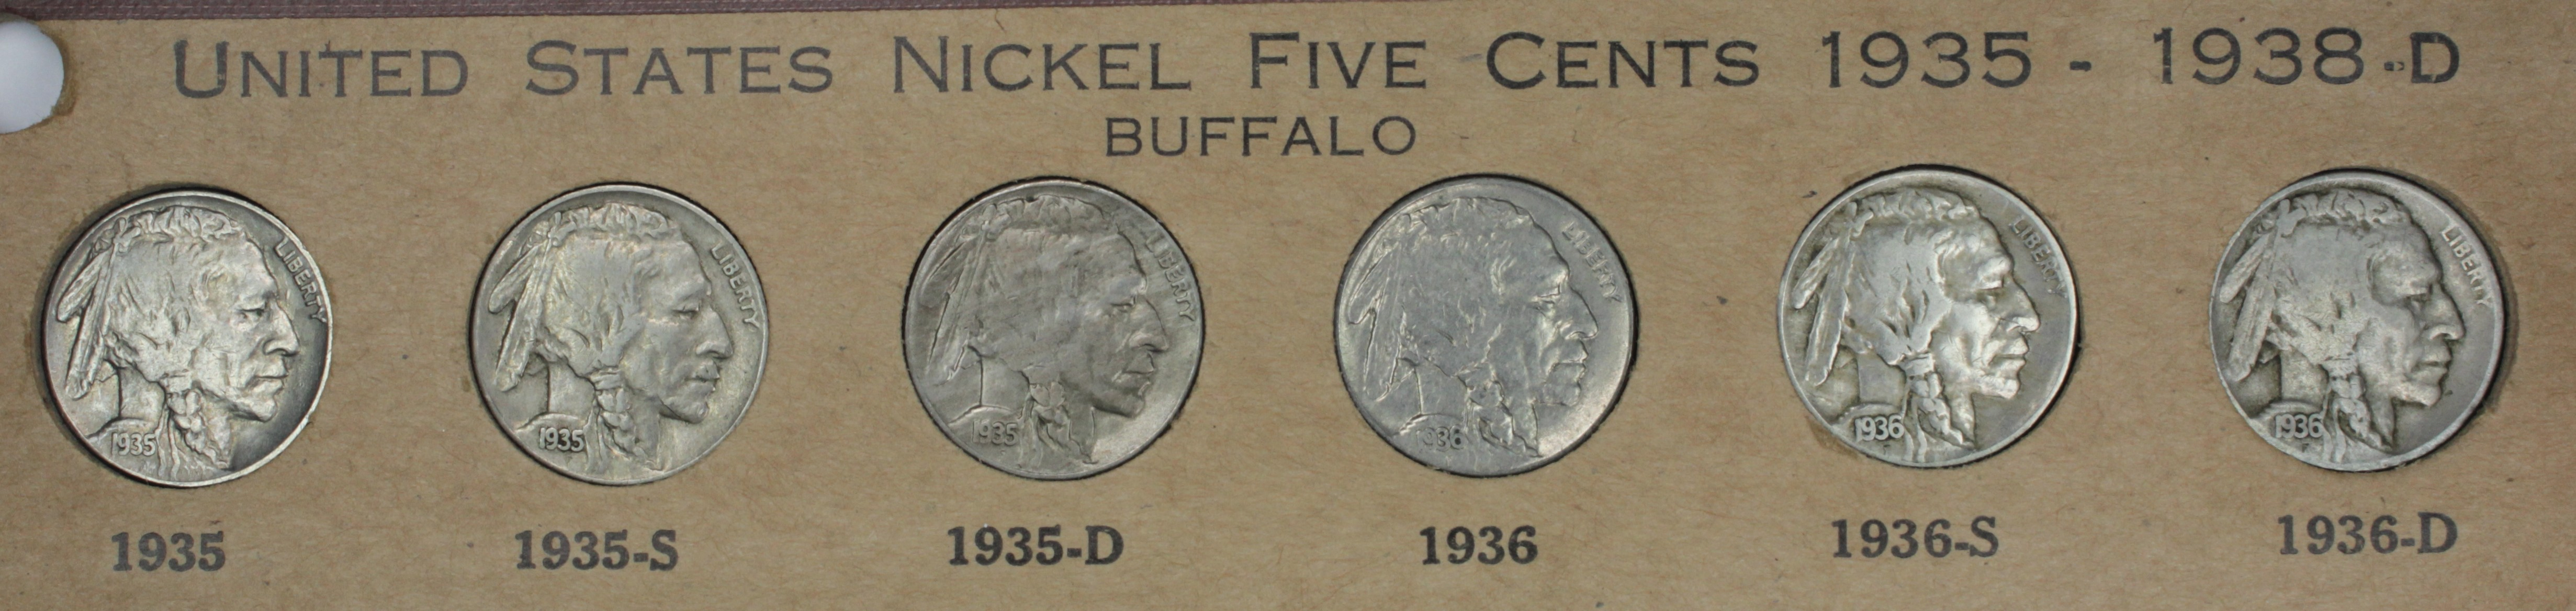 UNITED STATES NICKEL FIVE CENTS 1935 - 1938-D
BUFFALO
LIBERTY LIBERTY LIBERTY LIBERTY LIBERTY LIBERTY
1935 1935 1935 1936 1936 1936
1935 1935-S 1935-D 1936 1936-S 1936-D